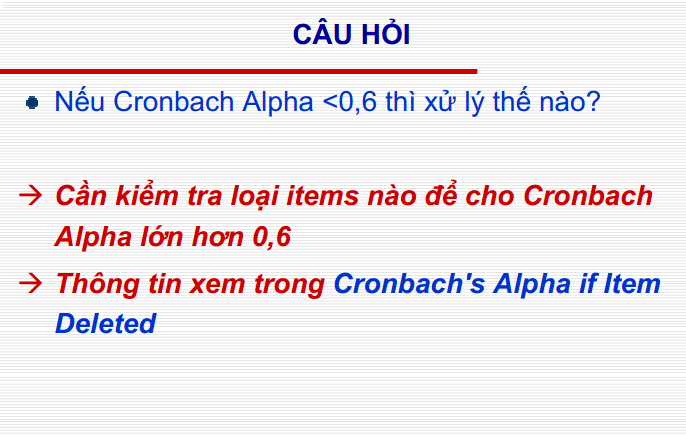 CÂU HỎI
Nếu Cronbach Alpha <0,6 thì xử lý thế nào?
→ Cần kiểm tra loại items nào để cho Cronbach
Alpha lớn hơn 0,6
→ Thông tin xem trong Cronbach's Alpha if Item
Deleted